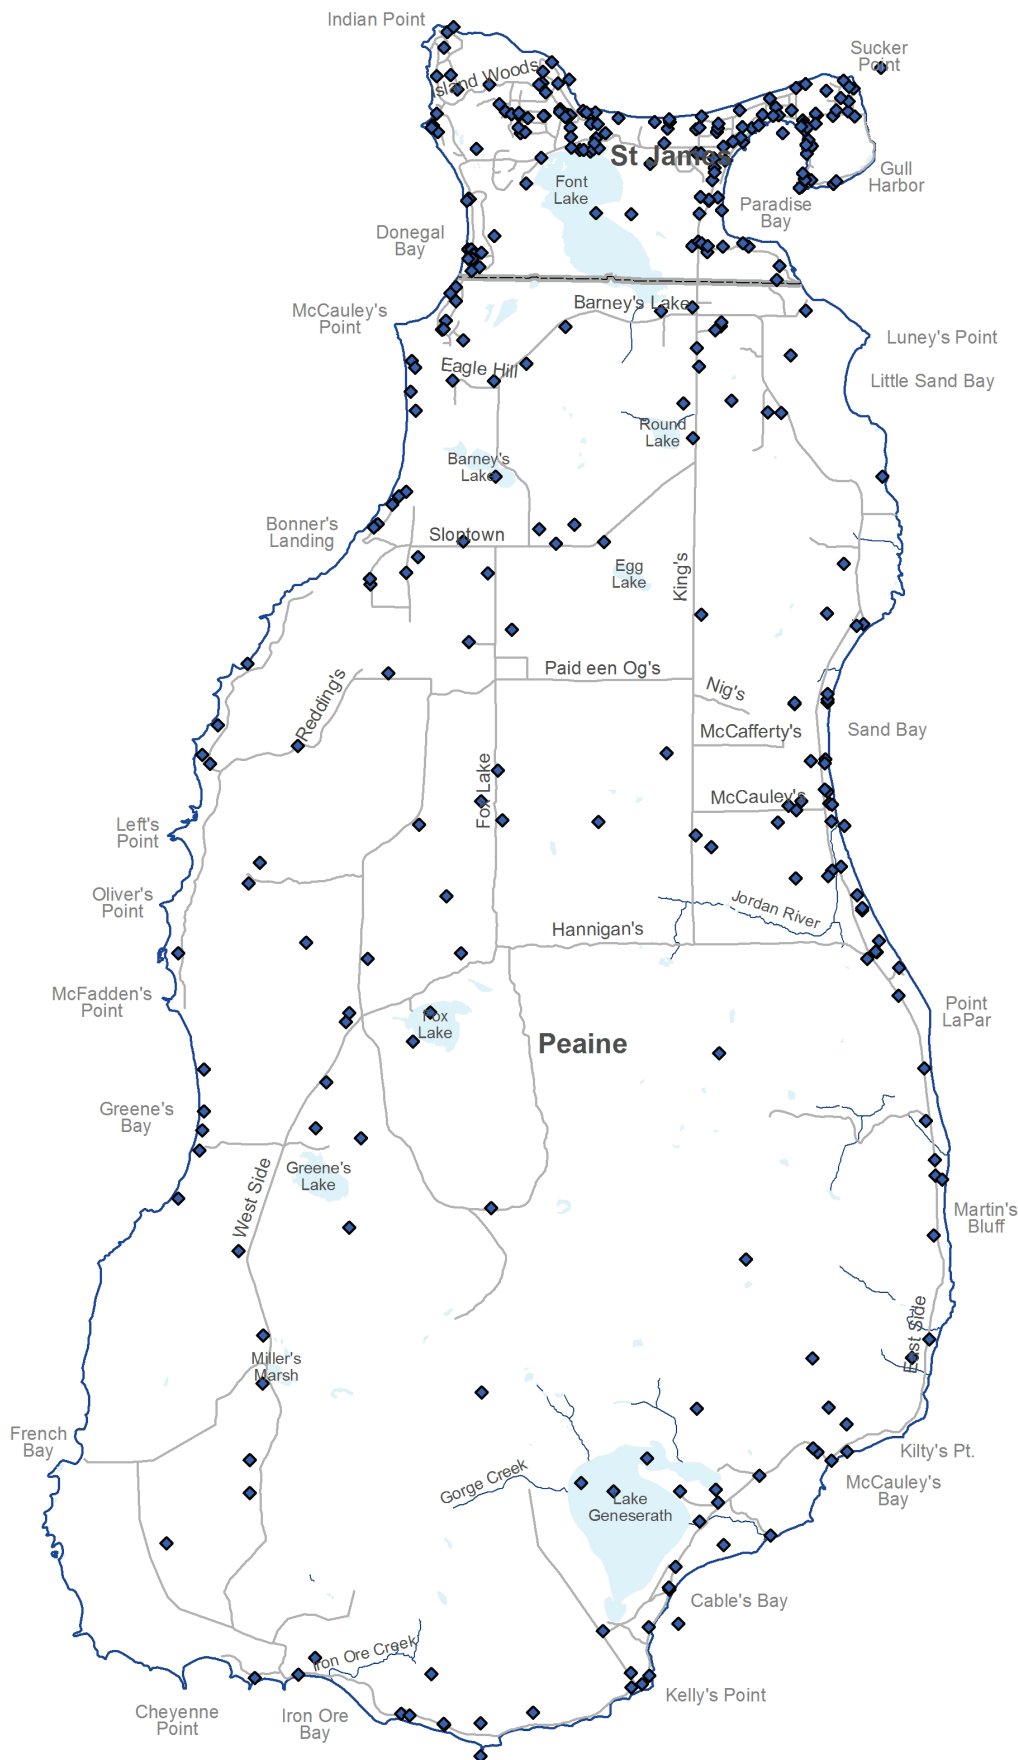 Indian Point
Sucker
Point
Island Woods
St James
Gull
Harbor
Font
Lake
Paradise
Bay
Donegal
Bay
McCauley's
Point
Barney's Lake
Luney's Point
Eagle Hill
Little Sand Bay
Round
Lake
Barney's
Lake
Bonner's
Landing
Sloptown
Egg
Lake
King's
Paid een Og's
Redding's
Nig's
McCafferty's
Sand Bay
Fox Lake
McCauley's
Left's
Point
Oliver's
Point
Jordan River
Hannigan's
McFadden's
Point
Fox
Lake
Point
LaPar
Peaine
Greene's
Bay
Greene's
Lake
West Side
Martin's
Bluff
East Side
Miller's
Marsh
French
Bay
Kilty's Pt.
Gorge Creek
McCauley's
Bay
Lake
Geneserath
Cable's Bay
Iron Ore Creek
Kelly's Point
Cheyenne
Point
Iron Ore
Bay